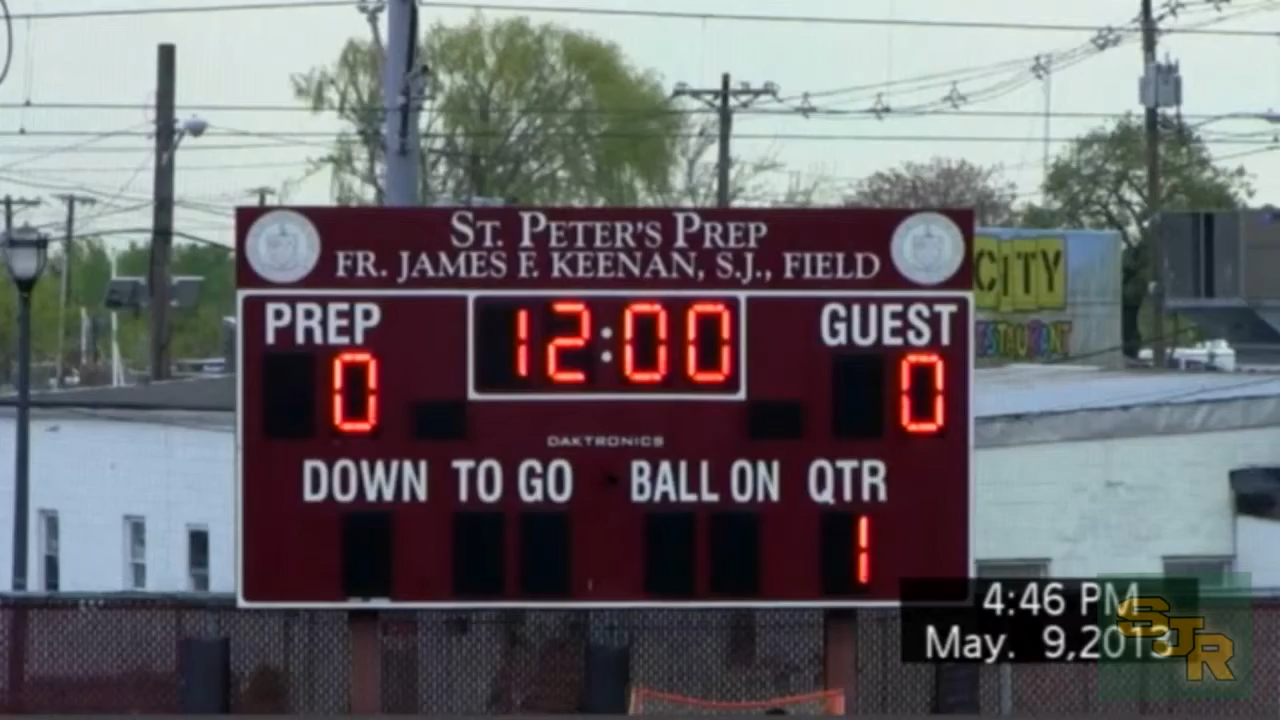 ST. PETER'S PREP
FR. JAMES F. KEENAN, S.J., FIELD
PREP
12:00
GUEST
0
0
DAKTRONICS
DOWN TO GO BALL ON QTR
1
CITY
RESTAURANT
4:46 PM
May. 9,2013
SJR